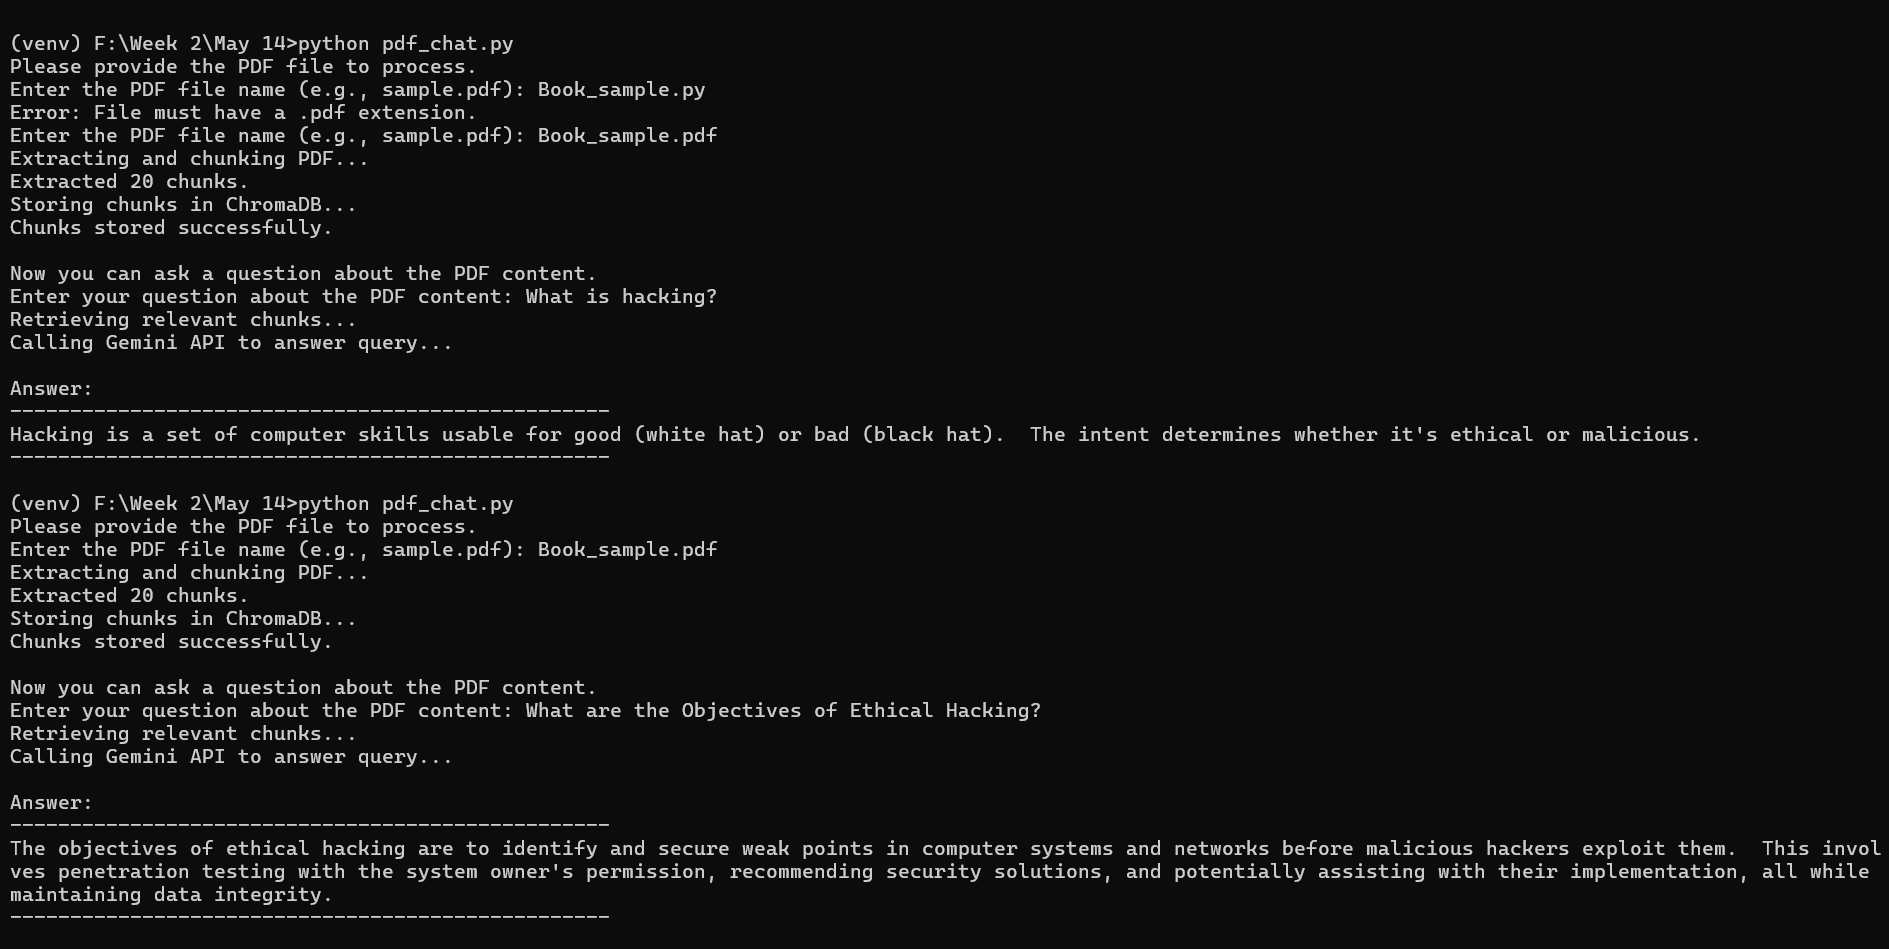 (venv) F:\Week 2\May 14>python pdf_chat.py
Please provide the PDF file to process.
Enter the PDF file name (e.g., sample.pdf): Book_sample.py
Error: File must have a .pdf extension.
Enter the PDF file name (e.g., sample.pdf): Book_sample.pdf
Extracting and chunking PDF...
Extracted 20 chunks.
Storing chunks in ChromaDB...
Chunks stored successfully.

Now you can ask a question about the PDF content.
Enter your question about the PDF content: What is hacking?
Retrieving relevant chunks...
Calling Gemini API to answer query...

Answer:
--------------------------------------------------
Hacking is a set of computer skills usable for good (white hat) or bad (black hat).  The intent determines whether it's ethical or malicious.
--------------------------------------------------

(venv) F:\Week 2\May 14>python pdf_chat.py
Please provide the PDF file to process.
Enter the PDF file name (e.g., sample.pdf): Book_sample.pdf
Extracting and chunking PDF...
Extracted 20 chunks.
Storing chunks in ChromaDB...
Chunks stored successfully.

Now you can ask a question about the PDF content.
Enter your question about the PDF content: What are the Objectives of Ethical Hacking?
Retrieving relevant chunks...
Calling Gemini API to answer query...

Answer:
--------------------------------------------------
The objectives of ethical hacking are to identify and secure weak points in computer systems and networks before malicious hackers exploit them.  This invol
ves penetration testing with the system owner's permission, recommending security solutions, and potentially assisting with their implementation, all while
maintaining data integrity.
--------------------------------------------------